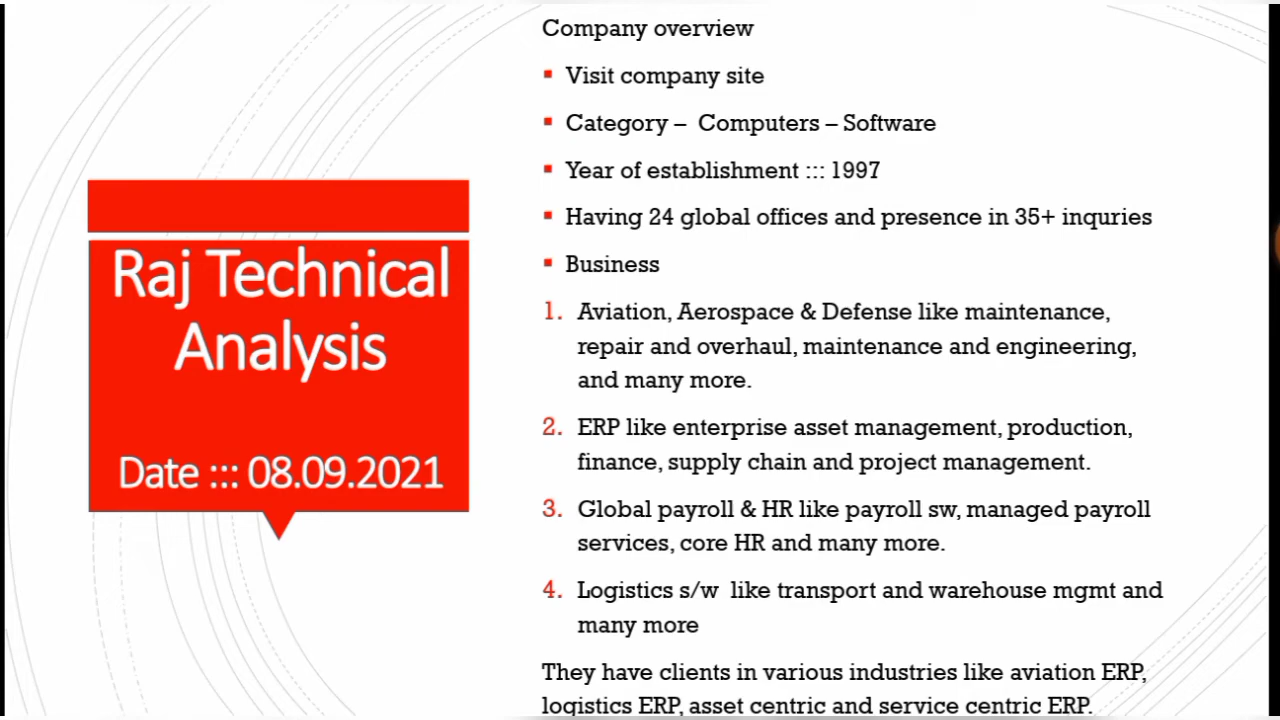 Raj Technical
Analysis
Date ::: 08.09.2021
Company overview
Visit company site
Category – Computers – Software
Year of establishment ::: 1997
Having 24 global offices and presence in 35+ inquries
Business
1. Aviation, Aerospace & Defense like maintenance,
repair and overhaul, maintenance and engineering,
and many more.
2. ERP like enterprise asset management, production,
finance, supply chain and project management.
3. Global payroll & HR like payroll sw, managed payroll
services, core HR and many more.
4. Logistics s/w like transport and warehouse mgmt and
many more
They have clients in various industries like aviation ERP,
logistics ERP, asset centric and service centric ERP.